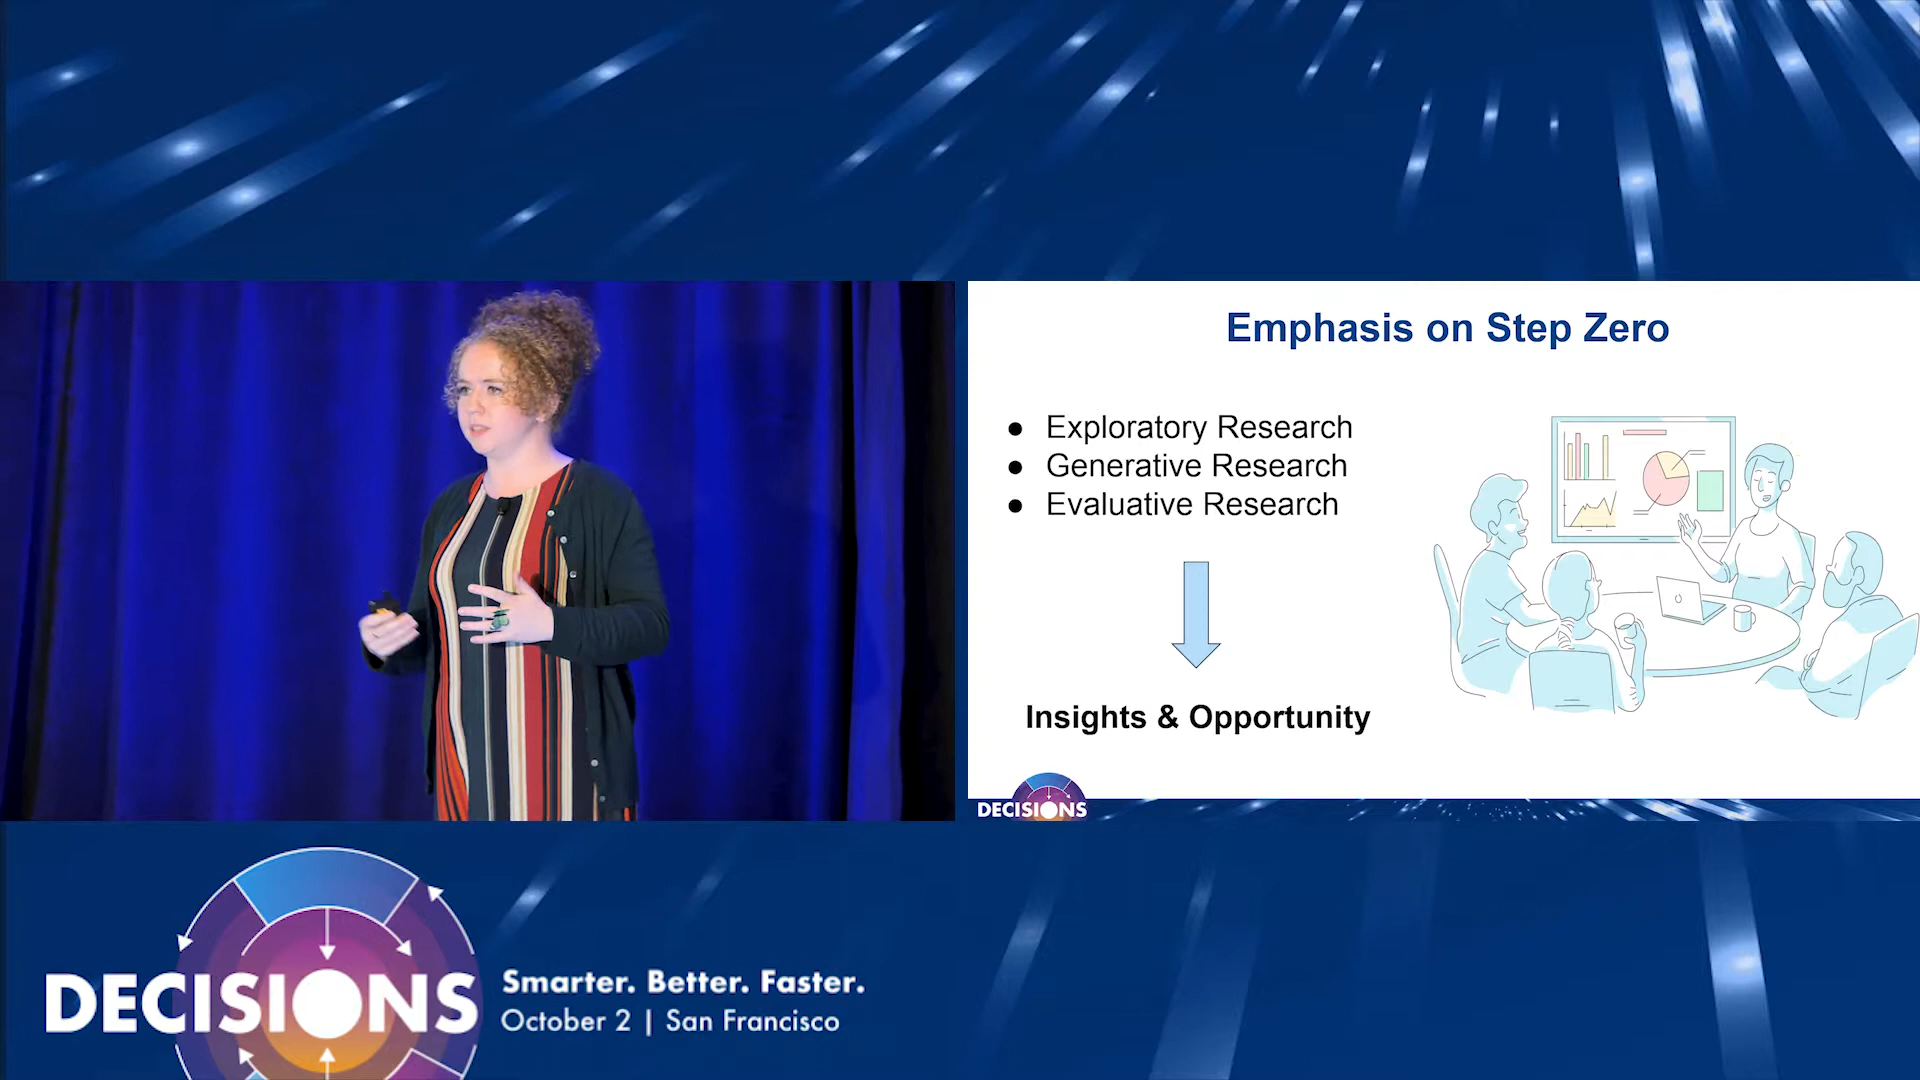 Emphasis on Step Zero
● Exploratory Research
● Generative Research
● Evaluative Research
Insights & Opportunity
DECISIONS
DECISIONS
Smarter. Better. Faster.
October 2 | San Francisco